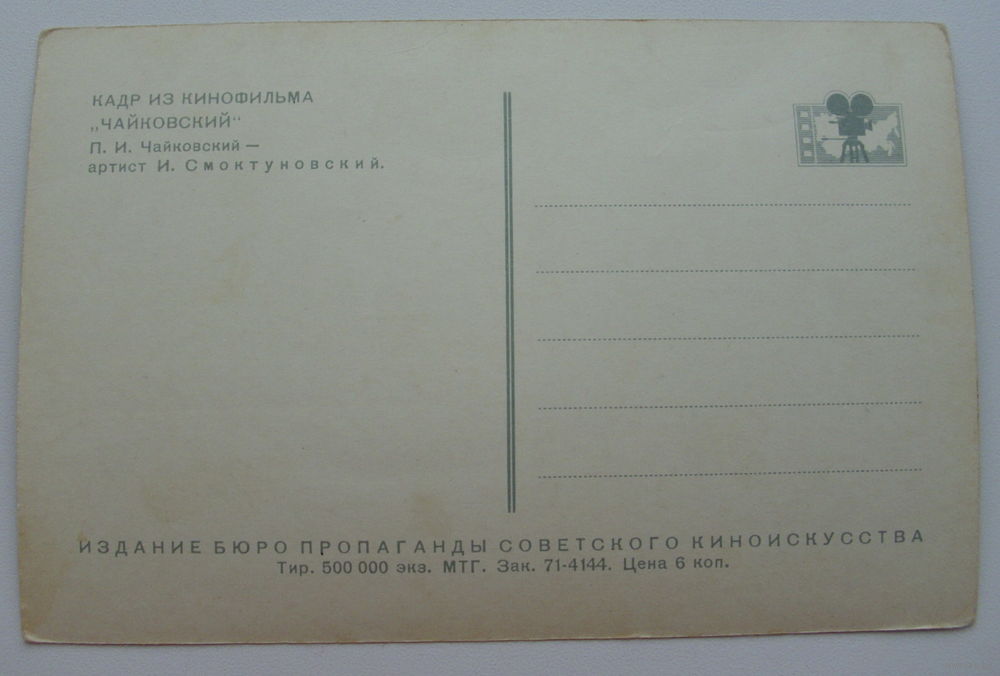 КАДР ИЗ КИНОФИЛЬМА
„ЧАЙКОВСКИЙ“
П. И. Чайковский —
артист И. Смоктуновский.
ИЗДАНИЕ БЮРО ПРОПАГАНДЫ СОВЕТСКОГО КИНОИСКУССТВА
Тир. 500 000 экз. МТГ. Зак. 71-4144. Цена 6 коп.